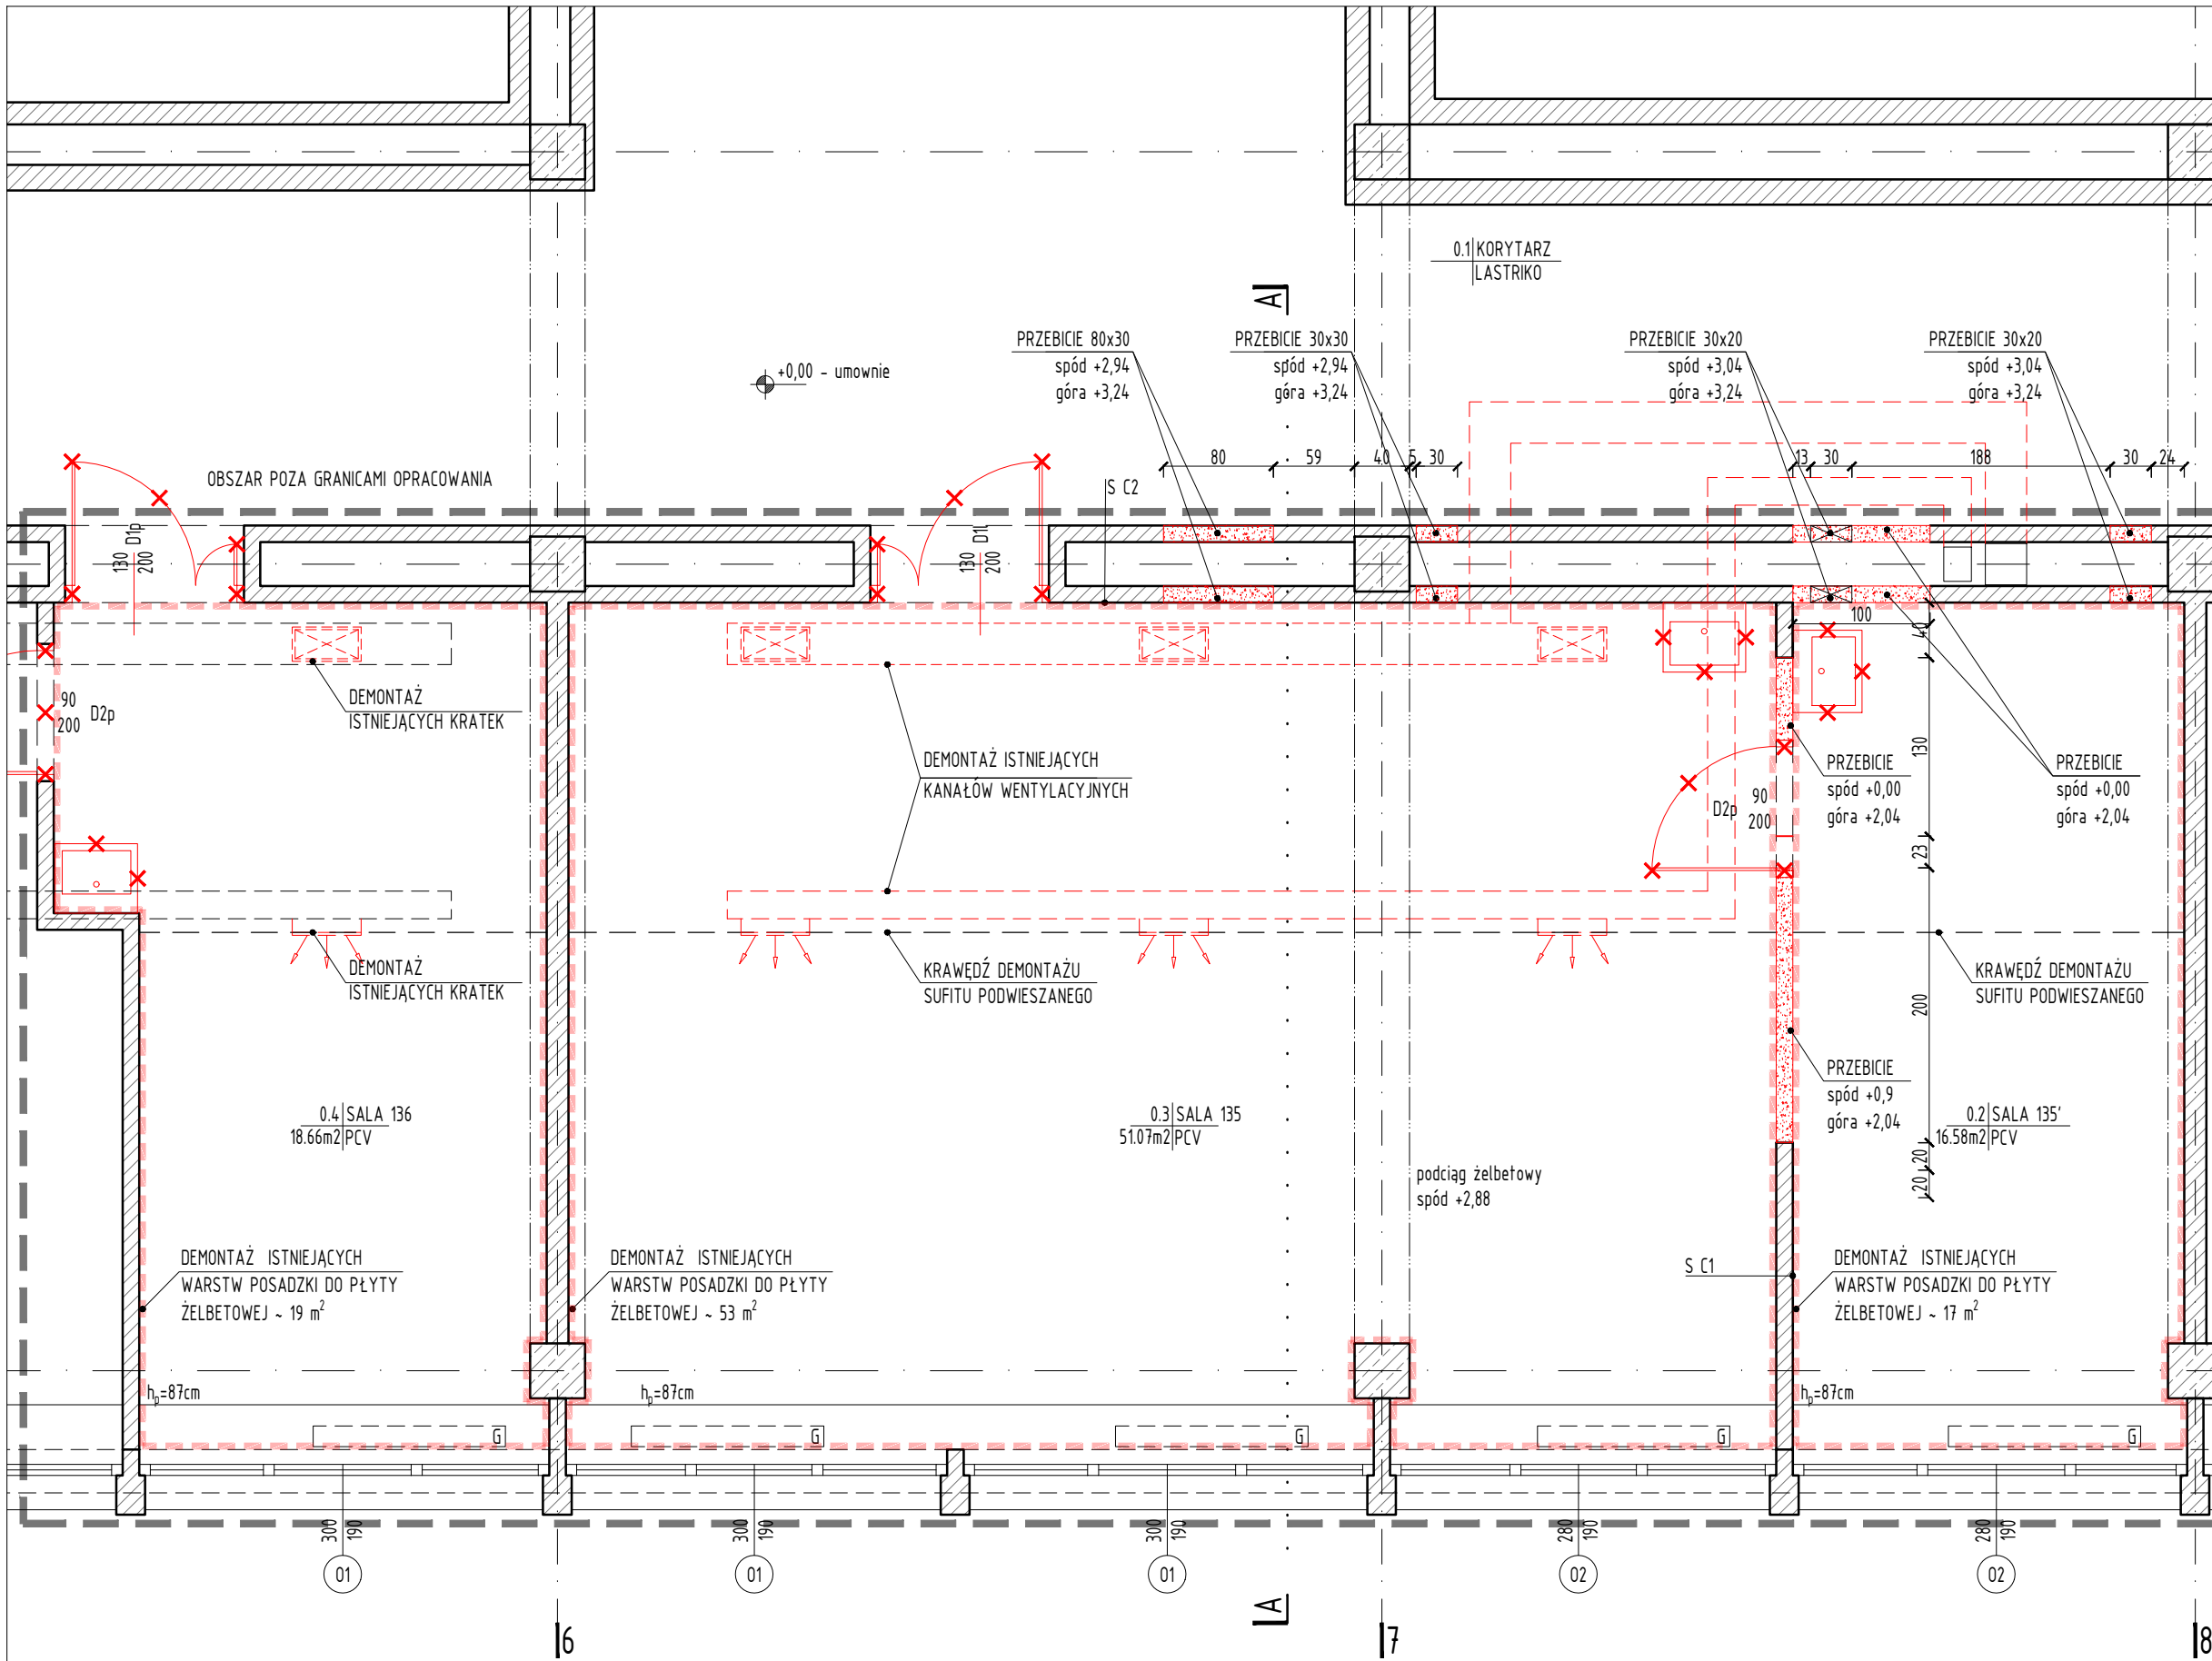 0.1 KORYTARZ
LASTRIKO
A
PRZEBICIE 80x30
spód +2,94
góra +3,24
PRZEBICIE 30x30
spód +2,94
góra +3,24
PRZEBICIE 30x20
spód +3,04
góra +3,24
PRZEBICIE 30x20
spód +3,04
góra +3,24
+0,00 - umownie
OBSZAR POZA GRANICAMI OPRACOWANIA
80 59 40 5 30 13 30 188 30 24
S C2
130 D1p
200
130 D1l
200
100
40
90
200 D2p
DEMONTAŻ
ISTNIEJĄCYCH KRATEK
DEMONTAŻ ISTNIEJĄCYCH
KANAŁÓW WENTYLACYJNYCH
130
D2p 90
200
PRZEBICIE
spód +0,00
góra +2,04
PRZEBICIE
spód +0,00
góra +2,04
23
DEMONTAŻ
ISTNIEJĄCYCH KRATEK
KRAWĘDŹ DEMONTAŻU
SUFITU PODWIESZANEGO
KRAWĘDŹ DEMONTAŻU
SUFITU PODWIESZANEGO
200
PRZEBICIE
spód +0,9
góra +2,04
0.4 SALA 136
18.66m2 PCV
0.3 SALA 135
51.07m2 PCV
0.2 SALA 135'
16.58m2 PCV
20
20
podciąg żelbetowy
spód +2,88
DEMONTAŻ ISTNIEJĄCYCH
WARSTW POSADZKI DO PŁYTY
ŻELBETOWEJ ~ 19 m²
DEMONTAŻ ISTNIEJĄCYCH
WARSTW POSADZKI DO PŁYTY
ŻELBETOWEJ ~ 53 m²
S C1
DEMONTAŻ ISTNIEJĄCYCH
WARSTW POSADZKI DO PŁYTY
ŻELBETOWEJ ~ 17 m²
hp=87cm
hp=87cm
hp=87cm
G
G
G
G
G
300
190
300
190
300
190
280
190
280
190
O1
O1
O1
O2
O2
A
6
7
8